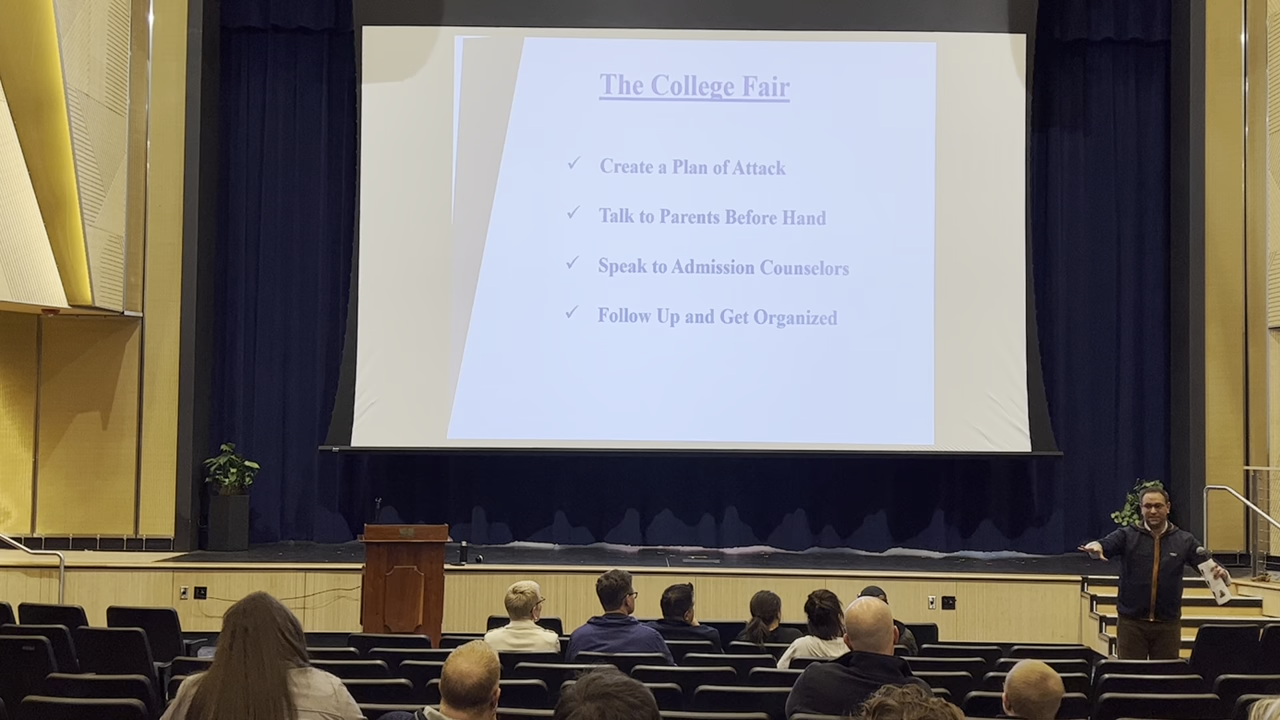 The College Fair
✓ Create a Plan of Attack
✓ Talk to Parents Before Hand
✓ Speak to Admission Counselors
✓ Follow Up and Get Organized